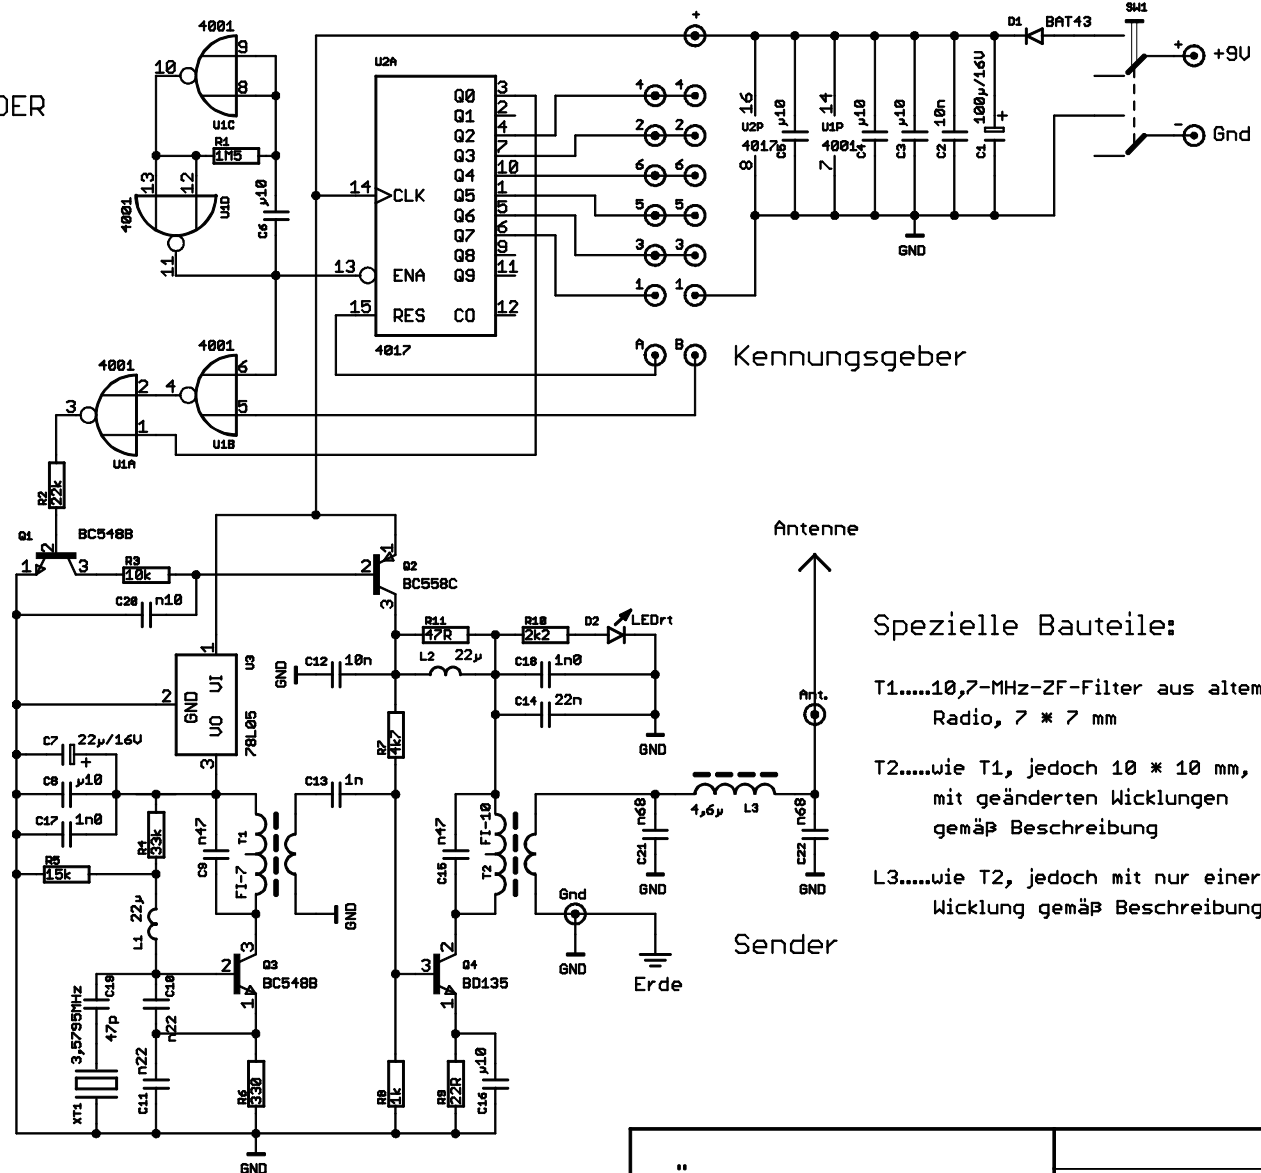 DER
4001
10
9
8
U1C
R1
1M5
13
12
4001
U1D
11
µ10
C6
U2A
14
CLK
13
ENA
15
RES
Q0
3
Q1
2
Q2
4
Q3
7
Q4
10
Q5
1
Q6
5
Q7
6
Q8
9
Q9
11
CO
12
4017
+
4
4
2
2
6
6
5
5
3
3
1
1
A
B
Kennungsgeber
16
U2P
4017
8
µ10
C5
14
U1P
4001
7
µ10
C4
µ10
C3
10n
C2
100µ/16V
+
C1
D1
BAT43
SW1
+
+9V
-
Gnd
GND
4001
6
5
4
U1B
4001
2
1
3
U1A
R2
22k
Q1
BC548B
2
1
3
R3
10k
C20
n10
1
2
3
Q2
BC558C
1
2
GND
VI
VO
3
U3
78L05
GND
C12
10n
R11
47R
L2
22µ
R10
2k2
D2
LEDrt
C18
1n0
C14
22n
GND
R7
4k7
C7
22µ/16V
+
C8
µ10
C17
1n0
R5
15k
R4
33k
n47
C9
FI-7
T1
C13
1n
GND
22µ
L1
2
3
1
Q3
BC548B
C19
47p
3,5795MHz
XT1
C10
n22
n22
C11
R6
330
GND
R8
1k
n47
C15
FI-10
T2
3
2
1
Q4
BD135
R9
22R
µ10
C16
Gnd
GND
Erde
n68
C21
GND
4,6µ
L3
Antenne
Ant.
n68
C22
GND
Sender
Spezielle Bauteile:
T1.....10,7-MHz-ZF-Filter aus altem
Radio, 7 * 7 mm
T2.....wie T1, jedoch 10 * 10 mm,
mit geänderten Wicklungen
gemäß Beschreibung
L3.....wie T2, jedoch mit nur einer
Wicklung gemäß Beschreibung